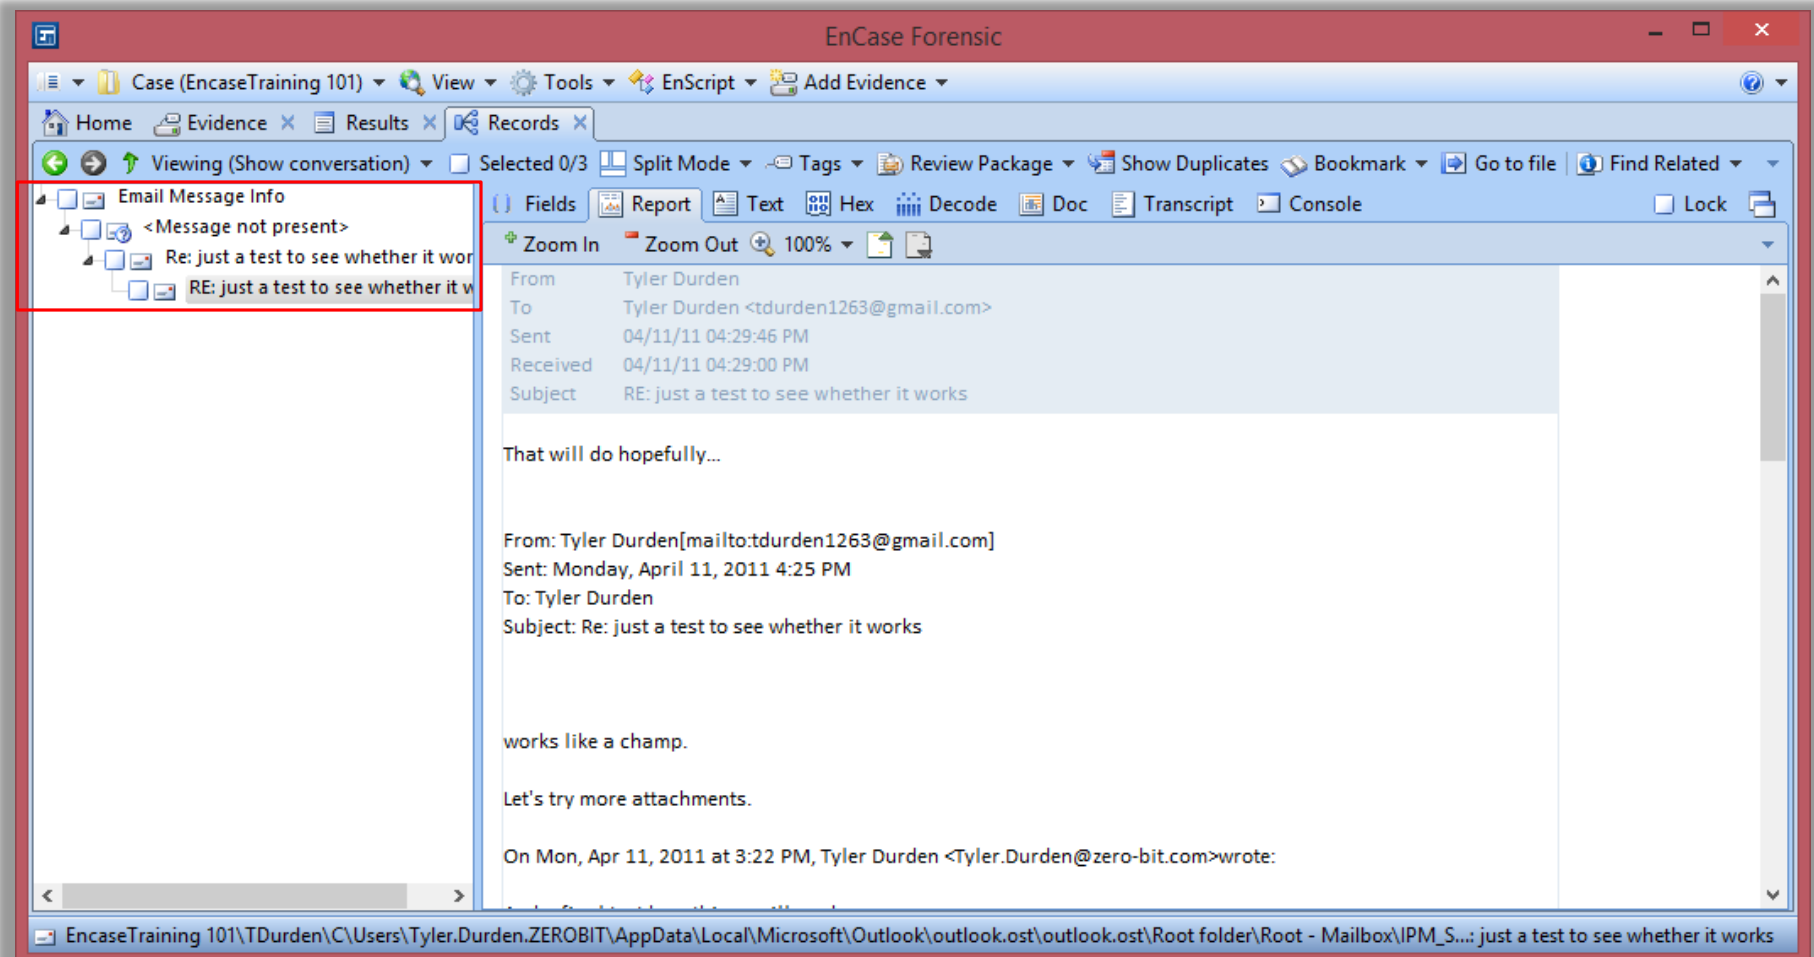 EnCase Forensic
Case (EncaseTraining 101) View Tools EnScript Add Evidence
Home Evidence Results Records
Viewing (Show conversation) Selected 0/3 Split Mode Tags Review Package Show Duplicates Bookmark Go to file Find Related
Email Message Info
<Message not present>
Re: just a test to see whether it wor
RE: just a test to see whether it w
Fields Report Text Hex Decode Doc Transcript Console Lock
Zoom In Zoom Out 100%
From Tyler Durden
To Tyler Durden <tdurden1263@gmail.com>
Sent 04/11/11 04:29:46 PM
Received 04/11/11 04:29:00 PM
Subject RE: just a test to see whether it works
That will do hopefully...
From: Tyler Durden[mailto:tdurden1263@gmail.com]
Sent: Monday, April 11, 2011 4:25 PM
To: Tyler Durden
Subject: Re: just a test to see whether it works
works like a champ.
Let's try more attachments.
On Mon, Apr 11, 2011 at 3:22 PM, Tyler Durden <Tyler.Durden@zero-bit.com>wrote:
EncaseTraining 101\TDurden\C\Users\Tyler.Durden.ZEROBIT\AppData\Local\Microsoft\Outlook\outlook.ost\outlook.ost\Root folder\Root - Mailbox\IPM_S...: just a test to see whether it works